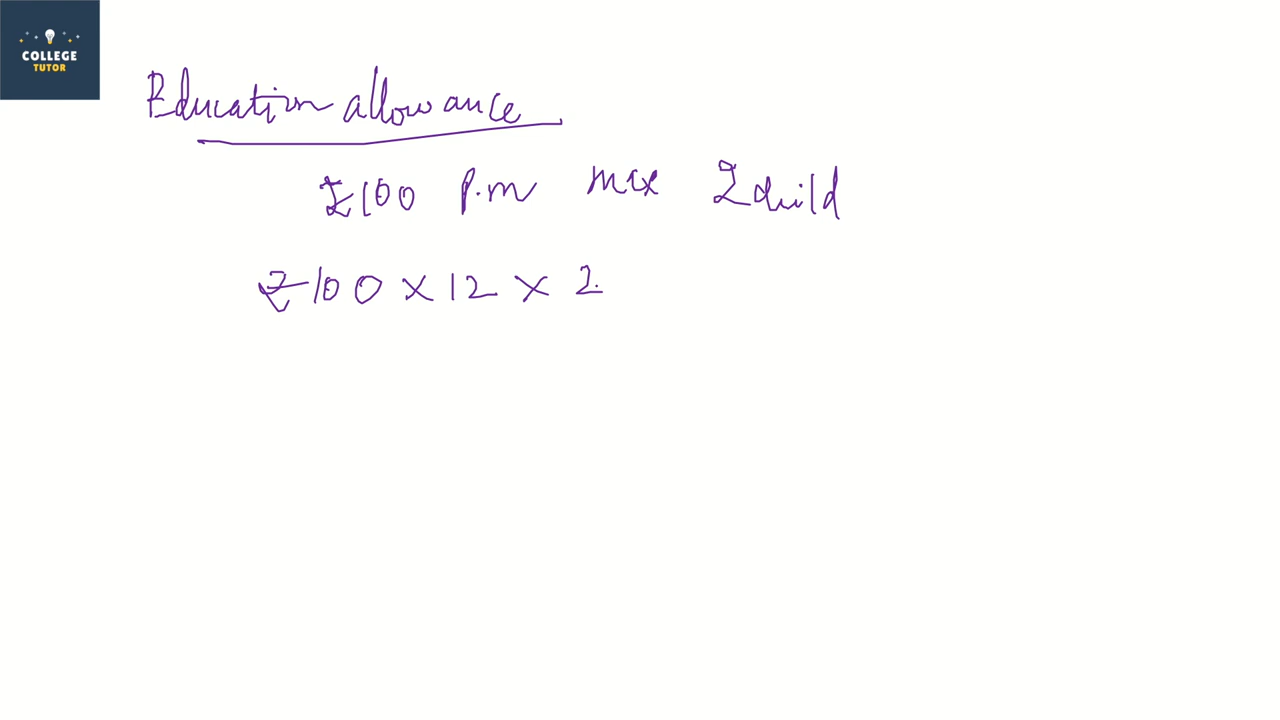 COLLEGE
TUTOR
Education allowance
₹100 p.m max 2 child
₹100 x 12 x 2